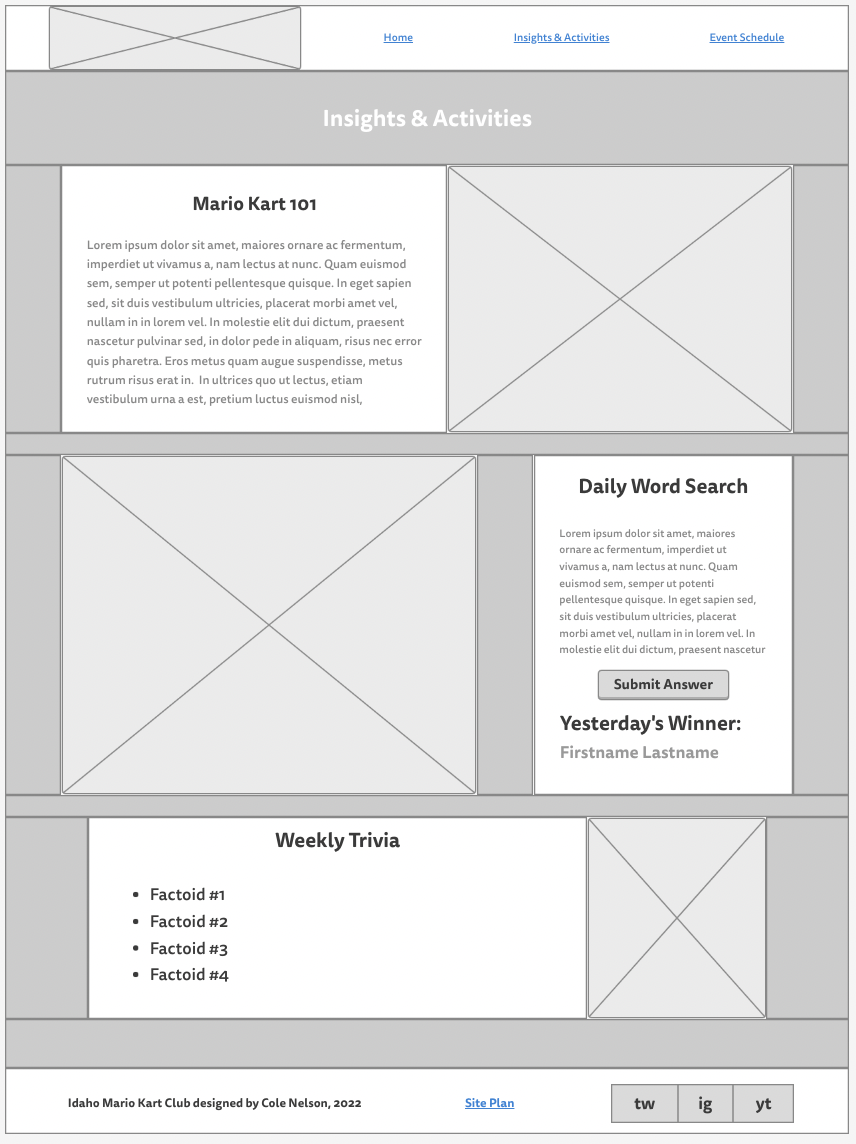 Home
Insights & Activities
Event Schedule
Insights & Activities
Mario Kart 101
Lorem ipsum dolor sit amet, maiores ornare ac fermentum,
imperdiet ut vivamus a, nam lectus at nunc. Quam euismod
sem, semper ut potenti pellentesque quisque. In eget sapien
sed, sit duis vestibulum ultricies, placerat morbi amet vel,
nullam in in lorem vel. In molestie elit dui dictum, praesent
nascetur pulvinar sed, in dolor pede in aliquam, risus nec error
quis pharetra. Eros metus quam augue suspendisse, metus
rutrum risus erat in.  In ultrices quo ut lectus, etiam
vestibulum urna a est, pretium luctus euismod nisl,
Daily Word Search
Lorem ipsum dolor sit amet, maiores
ornare ac fermentum, imperdiet ut
vivamus a, nam lectus at nunc. Quam
euismod sem, semper ut potenti
pellentesque quisque. In eget sapien sed,
sit duis vestibulum ultricies, placerat
morbi amet vel, nullam in in lorem vel. In
molestie elit dui dictum, praesent nascetur
Submit Answer
Yesterday's Winner:
Firstname Lastname
Weekly Trivia
• Factoid #1
• Factoid #2
• Factoid #3
• Factoid #4
Idaho Mario Kart Club designed by Cole Nelson, 2022
Site Plan
tw
ig
yt